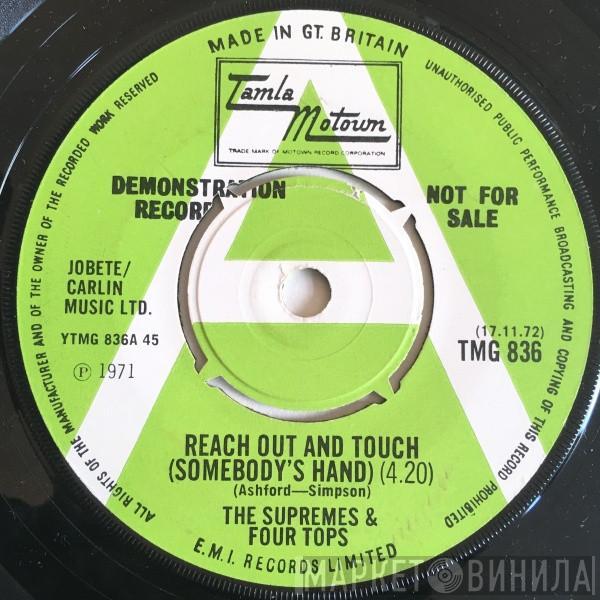 MADE IN GT. BRITAIN
Tamla
Motown
TRADE MARK OF MOTOWN RECORD CORPORATION
DEMONSTRATION
RECORD
NOT FOR
SALE
JOBETE/
CARLIN
MUSIC LTD.
YTMG 836A 45
Ⓟ 1971
(17.11.72)
TMG 836
REACH OUT AND TOUCH
(SOMEBODY'S HAND) (4.20)
(Ashford—Simpson)
THE SUPREMES &
FOUR TOPS
E.M.I. RECORDS LIMITED
ALL RIGHTS OF THE MANUFACTURER AND OF THE OWNER OF THE RECORDED WORK RESERVED
UNAUTHORISED PUBLIC PERFORMANCE BROADCASTING AND COPYING OF THIS RECORD PROHIBITED
МАРКЕТ ВИНИЛА